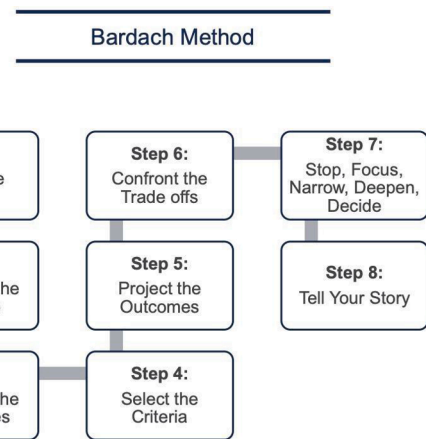 Bardach Method
Step 6:
Confront the
Trade offs
Step 7:
Stop, Focus,
Narrow, Deepen,
Decide
Step 5:
Project the
Outcomes
Step 8:
Tell Your Story
Step 4:
Select the
Criteria